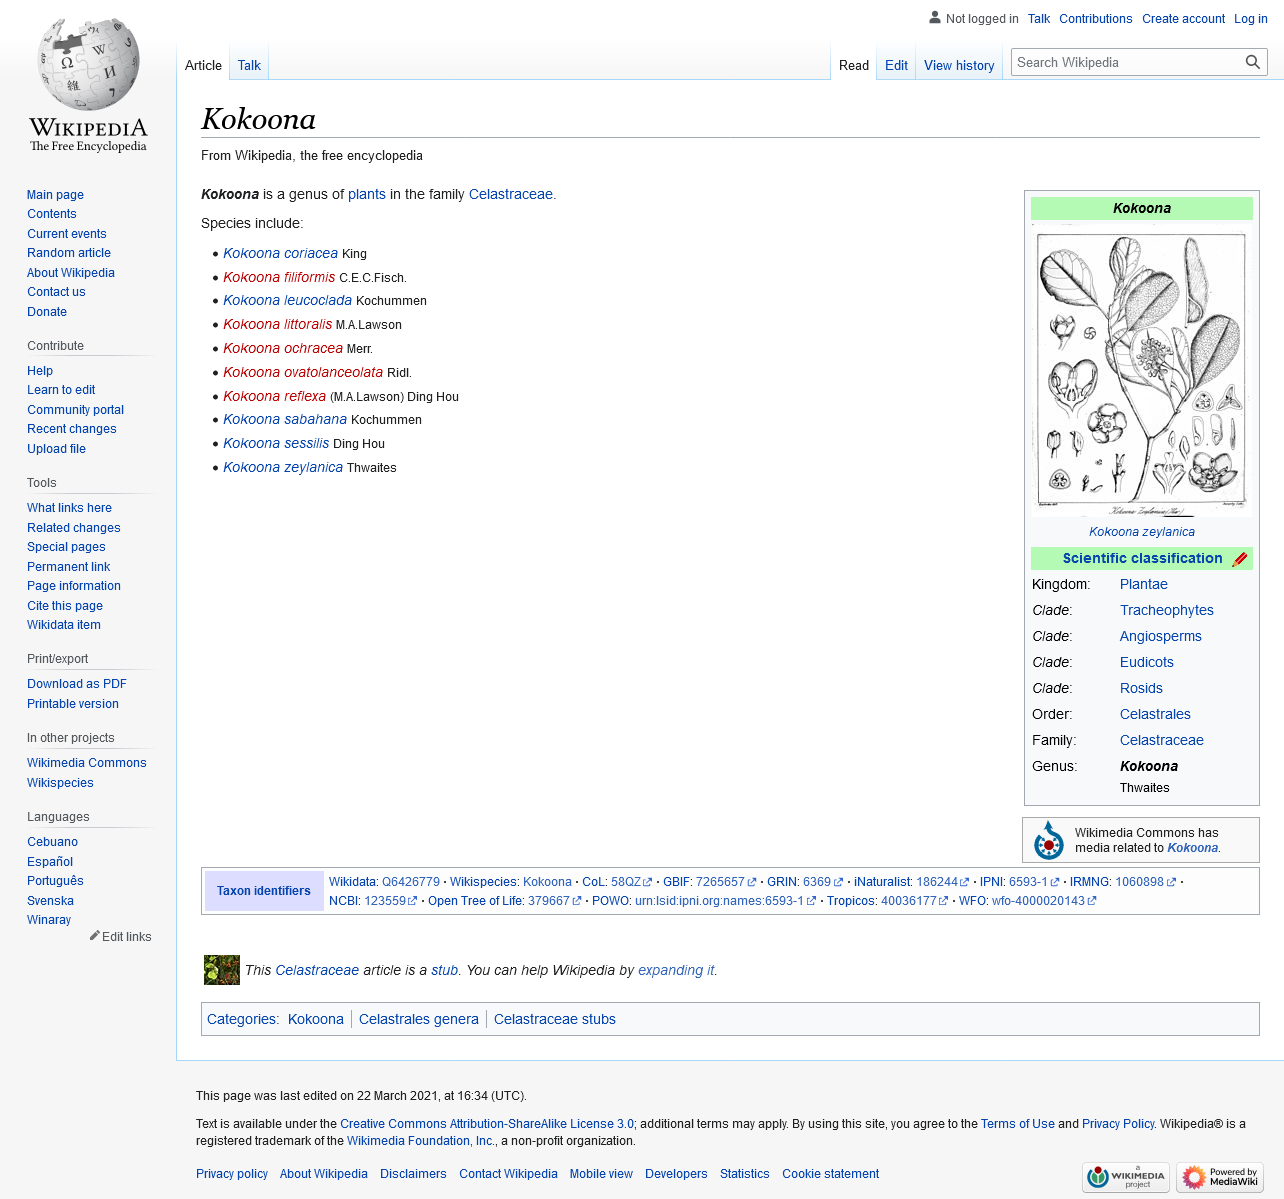 Not logged in Talk Contributions Create account Log in
Article Talk Read Edit View history Search Wikipedia
WIKIPEDIA
The Free Encyclopedia
Main page
Contents
Current events
Random article
About Wikipedia
Contact us
Donate
Contribute
Help
Learn to edit
Community portal
Recent changes
Upload file
Tools
What links here
Related changes
Special pages
Permanent link
Page information
Cite this page
Wikidata item
Print/export
Download as PDF
Printable version
In other projects
Wikimedia Commons
Wikispecies
Languages
Cebuano
Español
Português
Svenska
Winaray
Edit links
Kokoona
From Wikipedia, the free encyclopedia
Kokoona is a genus of plants in the family Celastraceae.
Species include:
• Kokoona coriacea King
• Kokoona filiformis C.E.C.Fisch.
• Kokoona leucoclada Kochummen
• Kokoona littoralis M.A.Lawson
• Kokoona ochracea Merr.
• Kokoona ovatolanceolata Ridl.
• Kokoona reflexa (M.A.Lawson) Ding Hou
• Kokoona sabahana Kochummen
• Kokoona sessilis Ding Hou
• Kokoona zeylanica Thwaites
Kokoona
Kokoona zeylanica
Scientific classification
Kingdom: Plantae
Clade: Tracheophytes
Clade: Angiosperms
Clade: Eudicots
Clade: Rosids
Order: Celastrales
Family: Celastraceae
Genus: Kokoona
Thwaites
Wikimedia Commons has
media related to Kokoona.
Taxon identifiers
Wikidata: Q6426779 · Wikispecies: Kokoona · CoL: 58QZ · GBIF: 7265657 · GRIN: 6369 · iNaturalist: 186244 · IPNI: 6593-1 · IRMNG: 1060898 ·
NCBI: 123559 · Open Tree of Life: 379667 · POWO: urn:lsid:ipni.org:names:6593-1 · Tropicos: 40036177 · WFO: wfo-4000020143
This Celastraceae article is a stub. You can help Wikipedia by expanding it.
Categories: Kokoona Celastrales genera Celastraceae stubs
This page was last edited on 22 March 2021, at 16:34 (UTC).
Text is available under the Creative Commons Attribution-ShareAlike License 3.0; additional terms may apply. By using this site, you agree to the Terms of Use and Privacy Policy. Wikipedia® is a
registered trademark of the Wikimedia Foundation, Inc., a non-profit organization.
Privacy policy About Wikipedia Disclaimers Contact Wikipedia Mobile view Developers Statistics Cookie statement
a
WIKIMEDIA
project
Powered by
MediaWiki